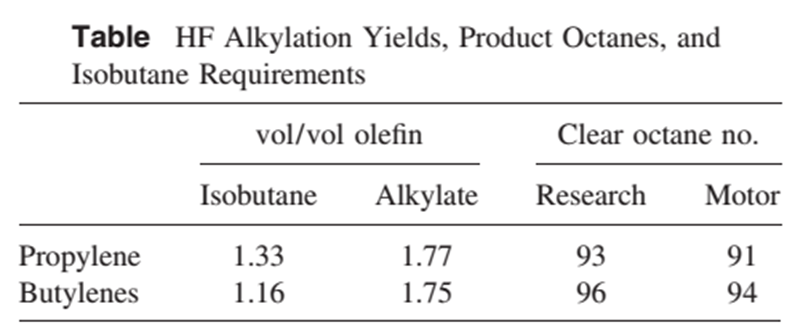 Table HF Alkylation Yields, Product Octanes, and
Isobutane Requirements
vol/vol olefin Clear octane no.
Isobutane Alkylate Research Motor
Propylene 1.33 1.77 93 91
Butylenes 1.16 1.75 96 94